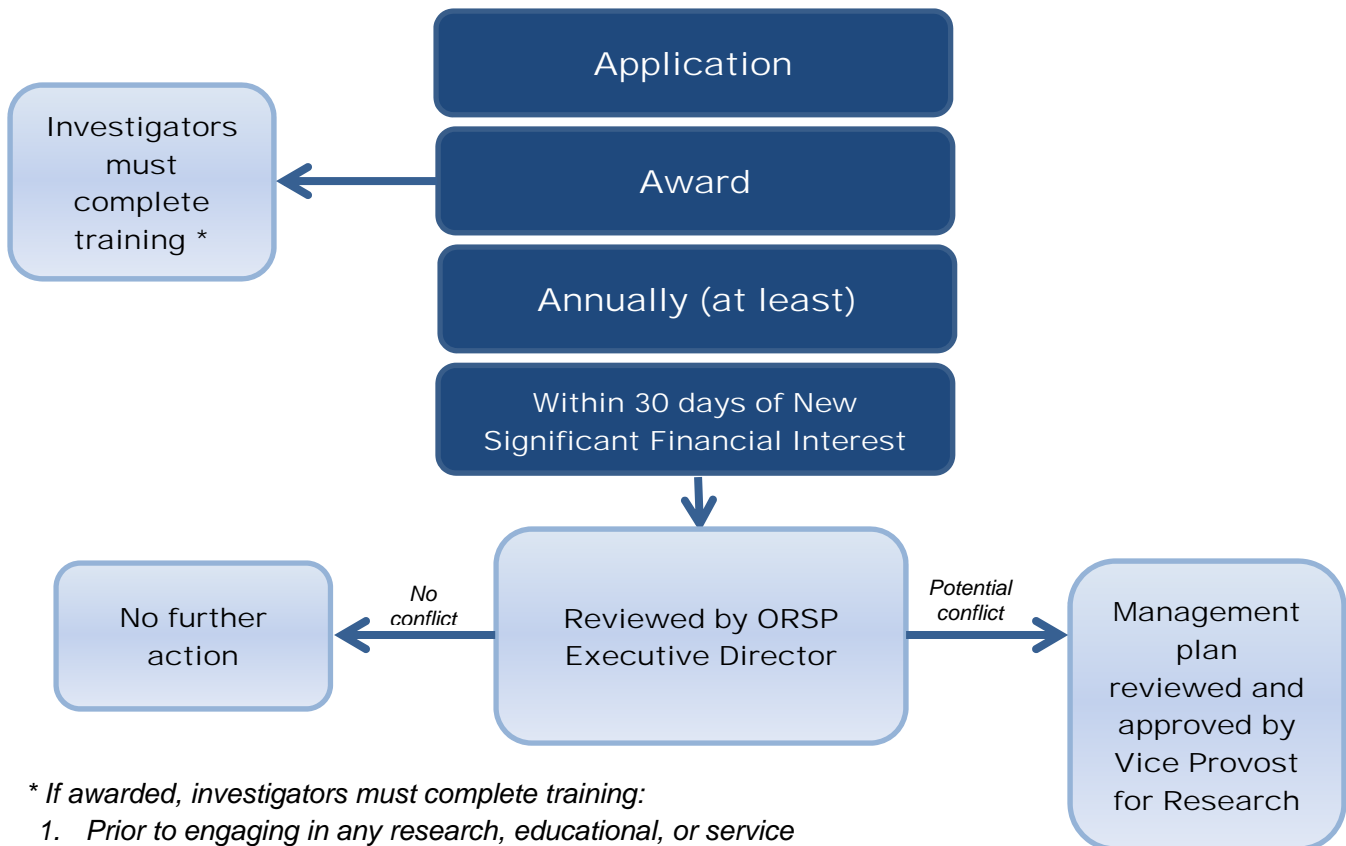 Application
Investigators
must
complete
training *
Award
Annually (at least)
Within 30 days of New
Significant Financial Interest
No further
action
No
conflict
Reviewed by ORSP
Executive Director
Potential
conflict
Management
plan
reviewed and
approved by
Vice Provost
for Research
* If awarded, investigators must complete training:
1. Prior to engaging in any research, educational, or service